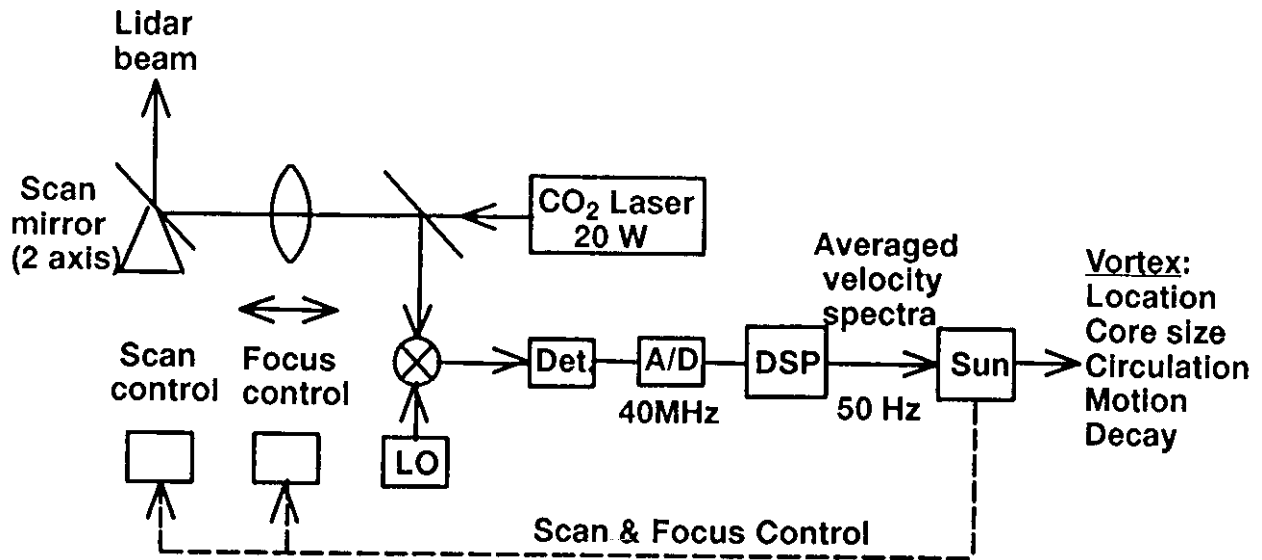 Lidar
beam
Scan
mirror
(2 axis)
CO₂ Laser
20 W
Averaged
velocity
spectra
Vortex:
Location
Core size
Circulation
Motion
Decay
Scan
control
Focus
control
Det.
A/D
40MHz
DSP
50 Hz
Sun
LO
Scan & Focus Control